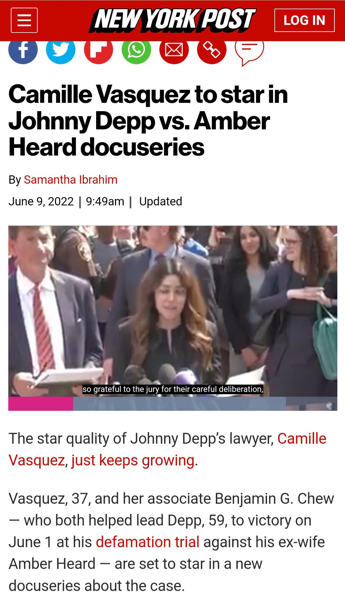 NEW YORK POST
LOG IN
Camille Vasquez to star in
Johnny Depp vs. Amber
Heard docuseries
By Samantha Ibrahim
June 9, 2022 | 9:49am | Updated
so grateful to the jury for their careful deliberation,
The star quality of Johnny Depp’s lawyer, Camille
Vasquez, just keeps growing.
Vasquez, 37, and her associate Benjamin G. Chew
— who both helped lead Depp, 59, to victory on
June 1 at his defamation trial against his ex-wife
Amber Heard — are set to star in a new
docuseries about the case.